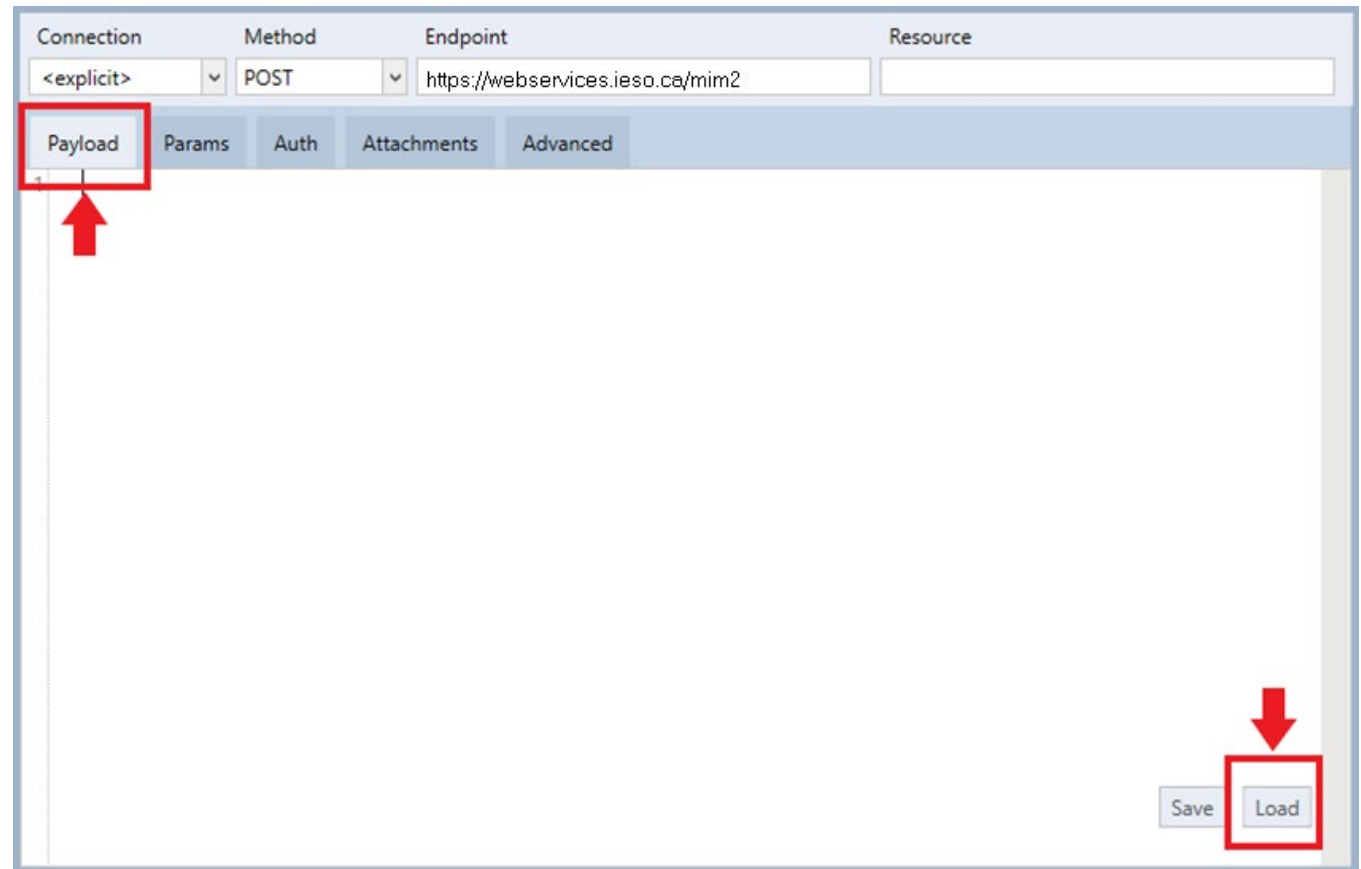 Connection Method Endpoint Resource
<explicit> POST https://webservices.ieso.ca/mim2
Payload Params Auth Attachments Advanced
1
Save Load